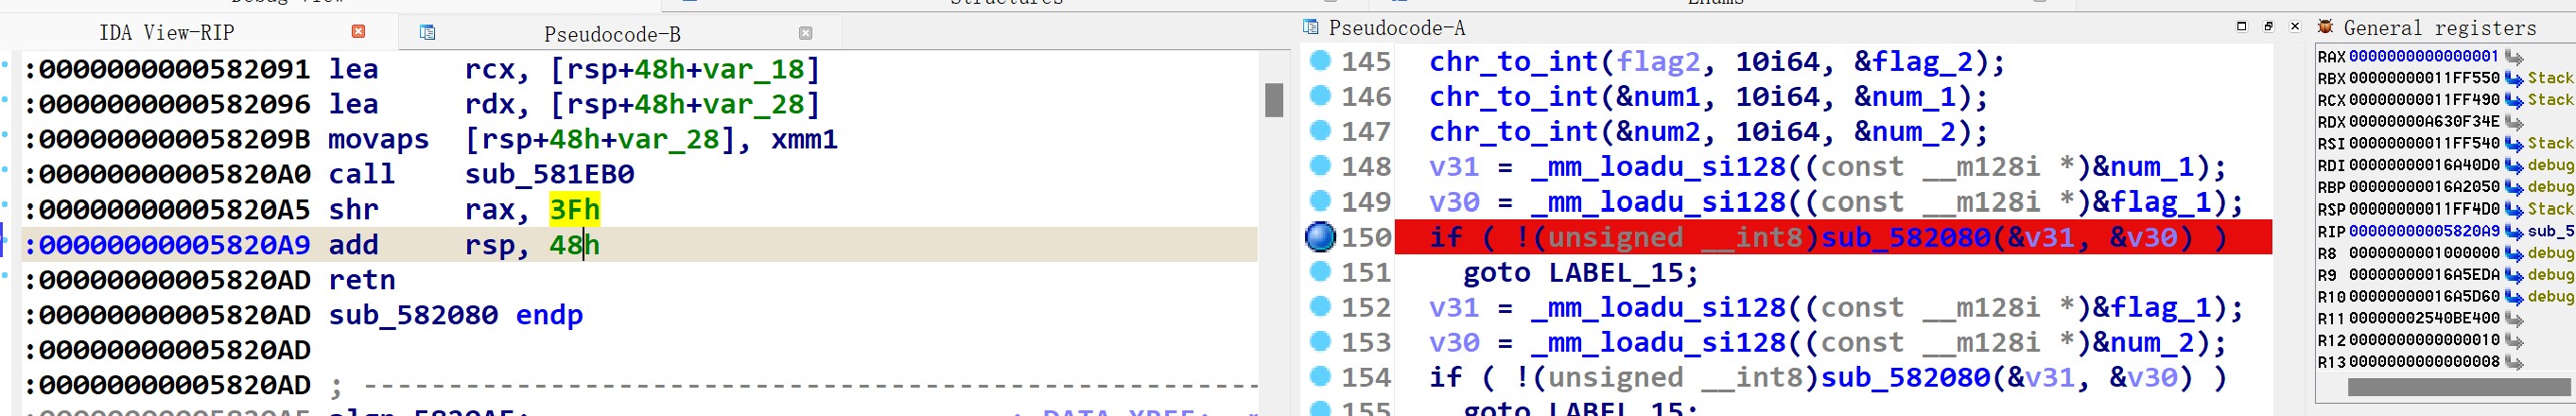 Debug View
Structures
Enums
IDA View-RIP
Pseudocode-B
:0000000000582091 lea rcx, [rsp+48h+var_18]
:0000000000582096 lea rdx, [rsp+48h+var_28]
:000000000058209B movaps [rsp+48h+var_28], xmm1
:00000000005820A0 call sub_581EB0
:00000000005820A5 shr rax, 3Fh
:00000000005820A9 add rsp, 48h
:00000000005820AD retn
:00000000005820AD sub_582080 endp
:00000000005820AD
:00000000005820AD ; ---------------------------------------------------------
Pseudocode-A
145 chr_to_int(flag2, 10i64, &flag_2);
146 chr_to_int(&num1, 10i64, &num_1);
147 chr_to_int(&num2, 10i64, &num_2);
148 v31 = _mm_loadu_si128((const __m128i *)&num_1);
149 v30 = _mm_loadu_si128((const __m128i *)&flag_1);
150 if ( !(unsigned __int8)sub_582080(&v31, &v30) )
151 goto LABEL_15;
152 v31 = _mm_loadu_si128((const __m128i *)&flag_1);
153 v30 = _mm_loadu_si128((const __m128i *)&num_2);
154 if ( !(unsigned __int8)sub_582080(&v31, &v30) )
155 goto LABEL_15;
General registers
RAX 0000000000000001
RBX 00000000011FF550 Stack
RCX 00000000011FF490 Stack
RDX 00000000A630F34E
RSI 00000000011FF540 Stack
RDI 00000000016A40D0 debug
RBP 00000000016A2050 debug
RSP 00000000011FF4D0 Stack
RIP 00000000005820A9 sub_5
R8 0000000001000000 debug
R9 00000000016A5EDA debug
R10 00000000016A5D60 debug
R11 00000002540BE400
R12 0000000000000010
R13 0000000000000008